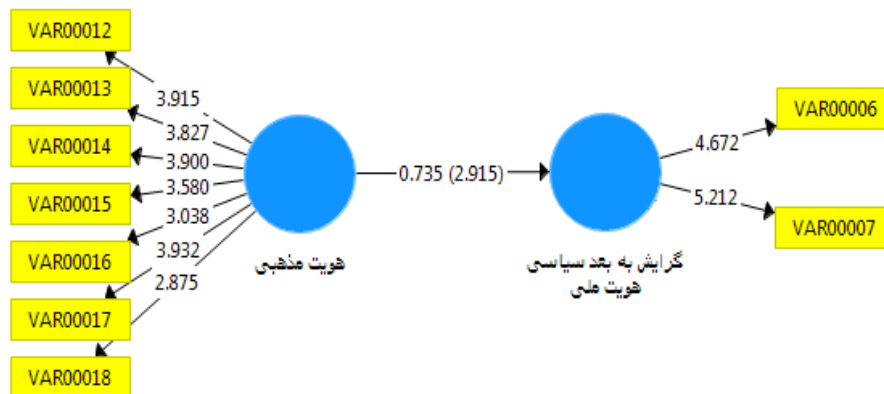 VAR00012
VAR00013
VAR00014
VAR00015
VAR00016
VAR00017
VAR00018
3.915
3.827
3.900
3.580
3.038
3.932
2.875
هویت مذهبی
0.735 (2.915)
گرایش به بعد سیاسی
هویت ملی
4.672
5.212
VAR00006
VAR00007